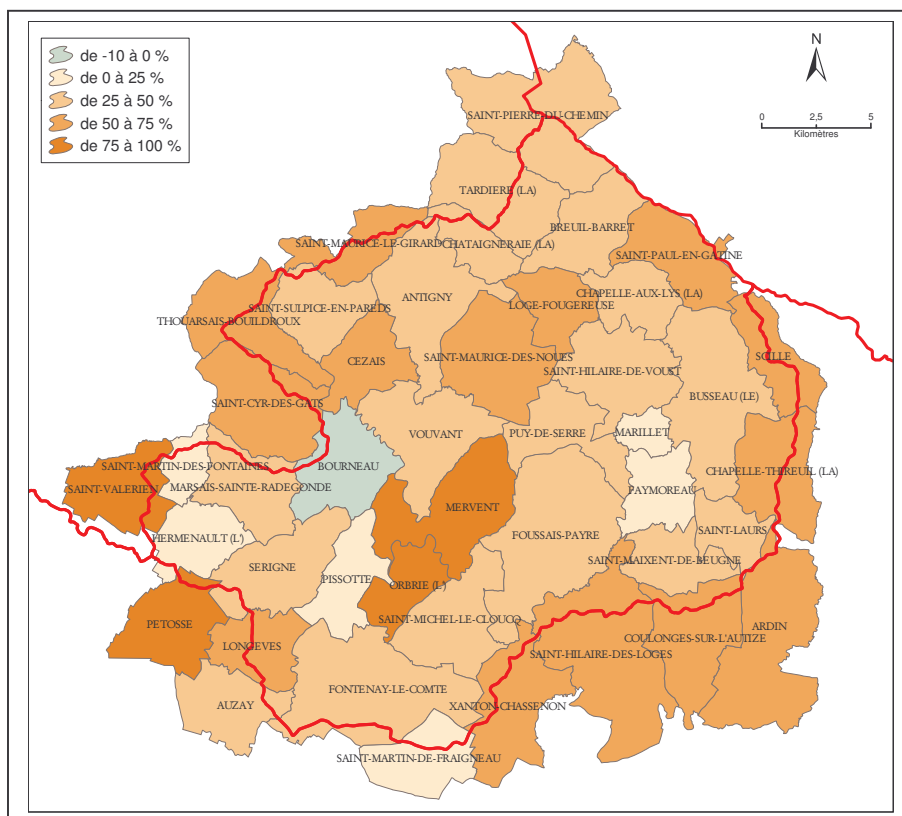 de -10 à 0 %
de 0 à 25 %
de 25 à 50 %
de 50 à 75 %
de 75 à 100 %
N
0 2,5 5
Kilomètres
SAINT-PIERRE-DU-CHEMIN
TARDIERE (LA)
BREUIL-BARRET
SAINT-MAURICE-LE-GIRARD
CHATAIGNERAIE (LA)
SAINT-PAUL-EN-GATINE
ANTIGNY
CHAPELLE-AUX-LYS (LA)
SAINT-SULPICE-EN-PAREDS
LOGE-FOUGEREUSE
THOUARSAIS-BOUILDROUX
CEZAIS
SAINT-MAURICE-DES-NOUES
SCILLE
SAINT-HILAIRE-DE-VOUST
BUSSEAU (LE)
SAINT-CYR-DES-GATS
VOUVANT
PUY-DE-SERRE
MARILLET
SAINT-MARTIN-DES-FONTAINES
BOURNEAU
CHAPELLE-THIREUIL (LA)
SAINT-VALERIEN
MARSAIS-SAINTE-RADEGONDE
FAYMOREAU
MERVENT
SAINT-LAURS
HERMENAULT (L')
FOUSSAIS-PAYRE
SAINT-MAIXENT-DE-BEUGNE
SERIGNE
PISSOTTE
ORBRIE (L')
SAINT-MICHEL-LE-CLOUCQ
PETOSSE
ARDIN
COULONGES-SUR-L'AUTIZE
LONGEVES
SAINT-HILAIRE-DES-LOGES
FONTENAY-LE-COMTE
AUZAY
XANTON-CHASSENON
SAINT-MARTIN-DE-FRAIGNEAU